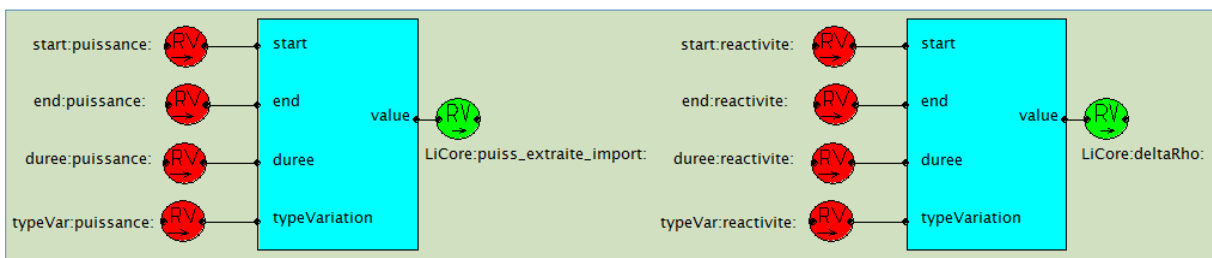 start:puissance: RV start
end:puissance: RV end
value RV
LiCore:puiss_extraite_import:
duree:puissance: RV duree
typeVar:puissance: RV typeVariation
start:reactivite: RV start
end:reactivite: RV end
value RV
LiCore:deltaRho:
duree:reactivite: RV duree
typeVar:reactivite: RV typeVariation